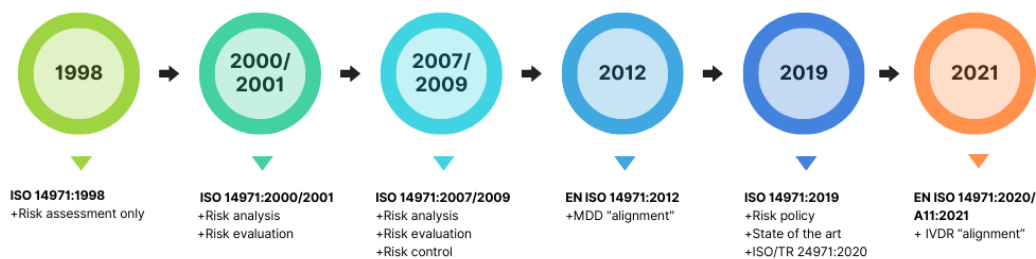 1998
2000/
2001
2007/
2009
2012
2019
2021
ISO 14971:1998
+Risk assessment only
ISO 14971:2000/2001
+Risk analysis
+Risk evaluation
ISO 14971:2007/2009
+Risk analysis
+Risk evaluation
+Risk control
EN ISO 14971:2012
+MDD "alignment"
ISO 14971:2019
+Risk policy
+State of the art
+ISO/TR 24971:2020
EN ISO 14971:2020/
A11:2021
+ IVDR “alignment”